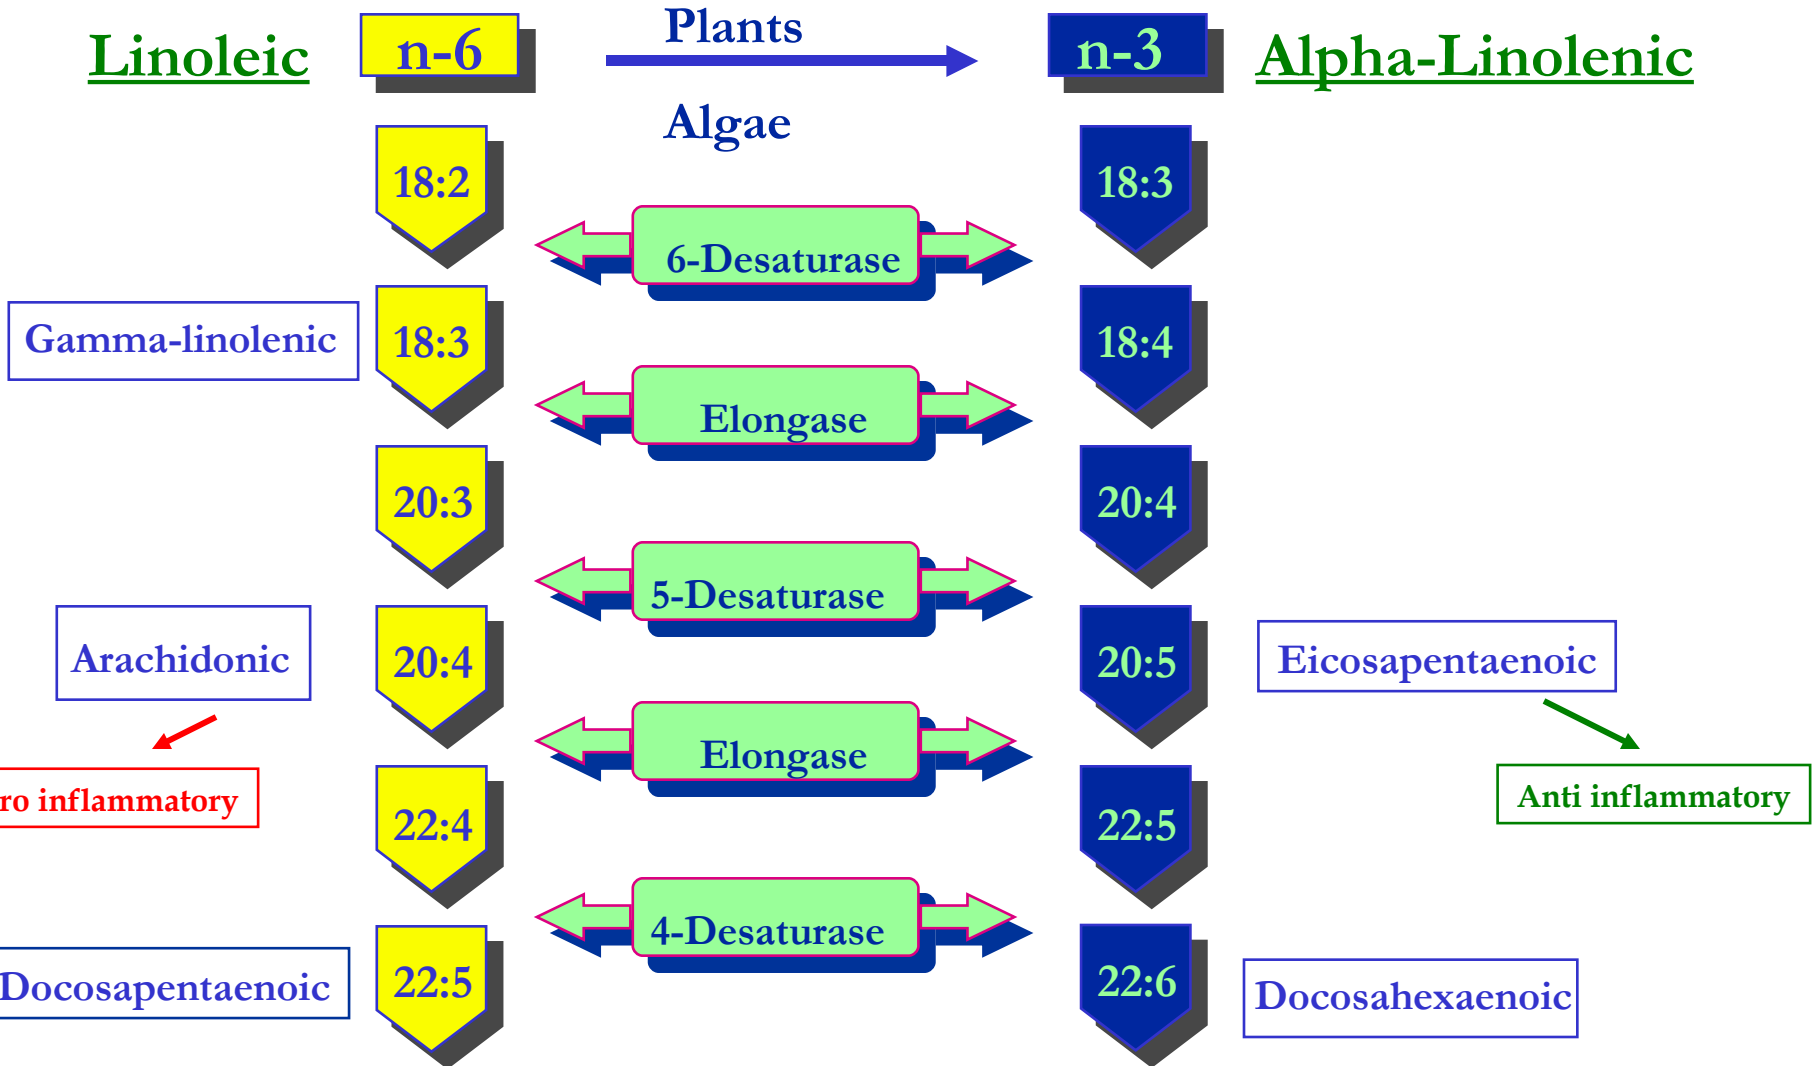 Linoleic
n-6
Plants
n-3
Alpha-Linolenic
Algae
18:2
18:3
6-Desaturase
Gamma-linolenic
18:3
18:4
Elongase
20:3
20:4
5-Desaturase
Arachidonic
20:4
20:5
Eicosapentaenoic
Elongase
ro inflammatory
22:4
22:5
Anti inflammatory
4-Desaturase
Docosapentaenoic
22:5
22:6
Docosahexaenoic